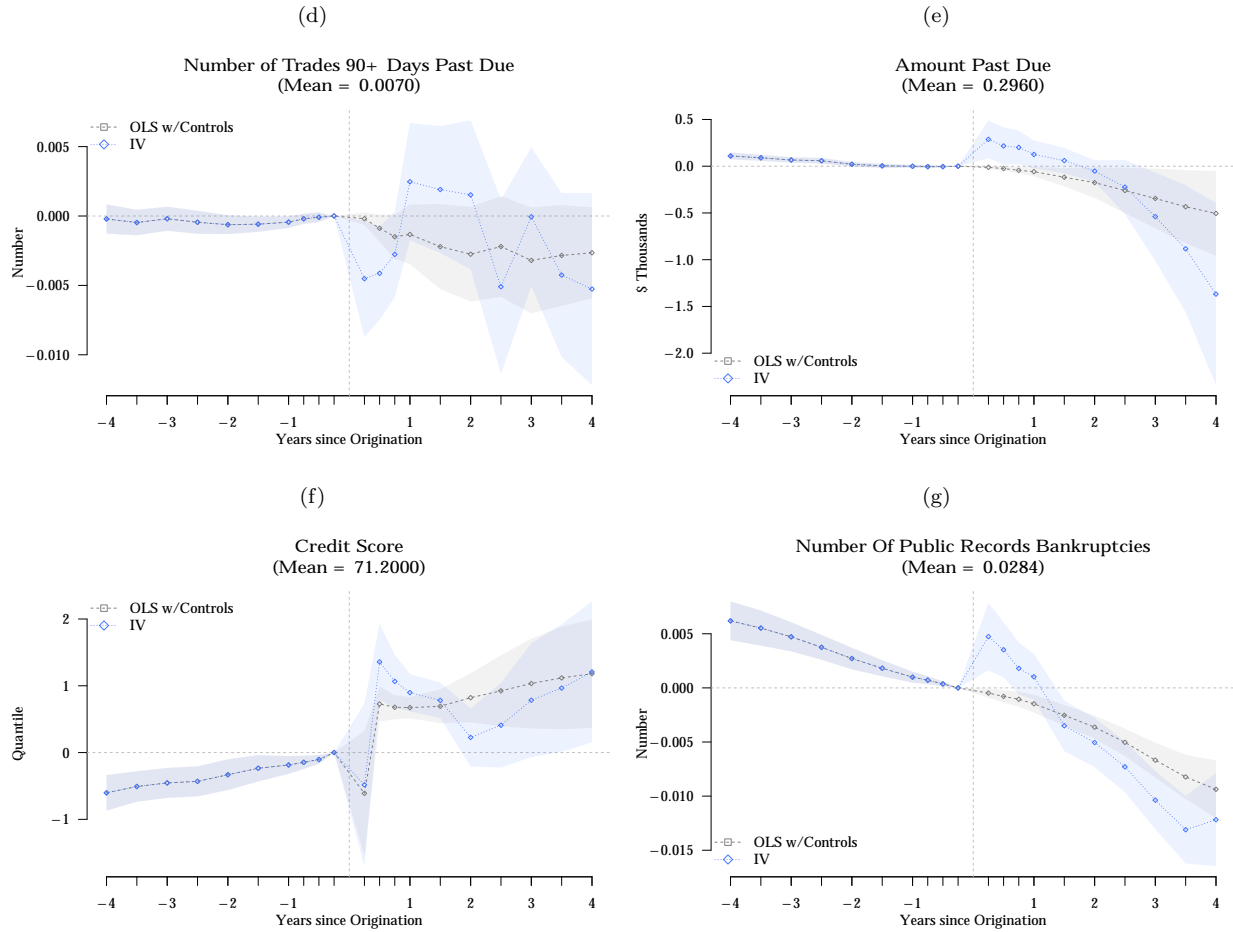 (d)
Number of Trades 90+ Days Past Due
(Mean = 0.0070)
OLS w/Controls
IV
0.005
0.000
−0.005
−0.010
Number
−4 −3 −2 −1 1 2 3 4
Years since Origination
(e)
Amount Past Due
(Mean = 0.2960)
0.5
0.0
−0.5
−1.0
−1.5
−2.0
$ Thousands
OLS w/Controls
IV
−4 −3 −2 −1 1 2 3 4
Years since Origination
(f)
Credit Score
(Mean = 71.2000)
OLS w/Controls
IV
2
1
0
−1
Quantile
−4 −3 −2 −1 1 2 3 4
Years since Origination
(g)
Number Of Public Records Bankruptcies
(Mean = 0.0284)
0.005
0.000
−0.005
−0.010
−0.015
Number
OLS w/Controls
IV
−4 −3 −2 −1 1 2 3 4
Years since Origination